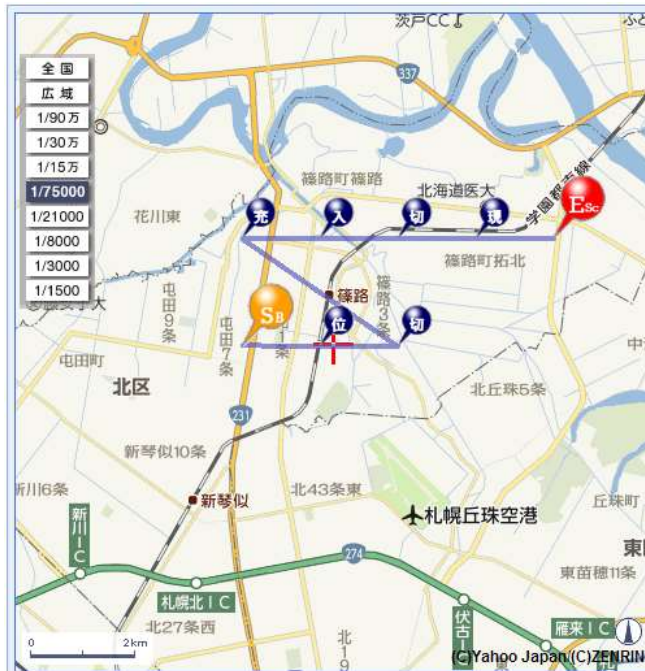 茨戸CC
全国
広域
1/90万
1/30万
1/15万
1/75000
1/21000
1/8000
1/3000
1/1500
337
篠路町篠路
北海道医大
学園都市線
花川東
充
入
切
現
ESc
篠路町拓北
屯田9条
屯田7条
SB
篠路
篠路3条
位
切
屯田町
北区
北丘珠5条
231
新琴似10条
新川6条
新琴似
北43条東
札幌丘珠空港
丘珠町
新川IC
274
東苗穂11条
札幌北IC
伏古
雁来IC
北27条西
0
2km
(C)Yahoo Japan/(C)ZENRIN